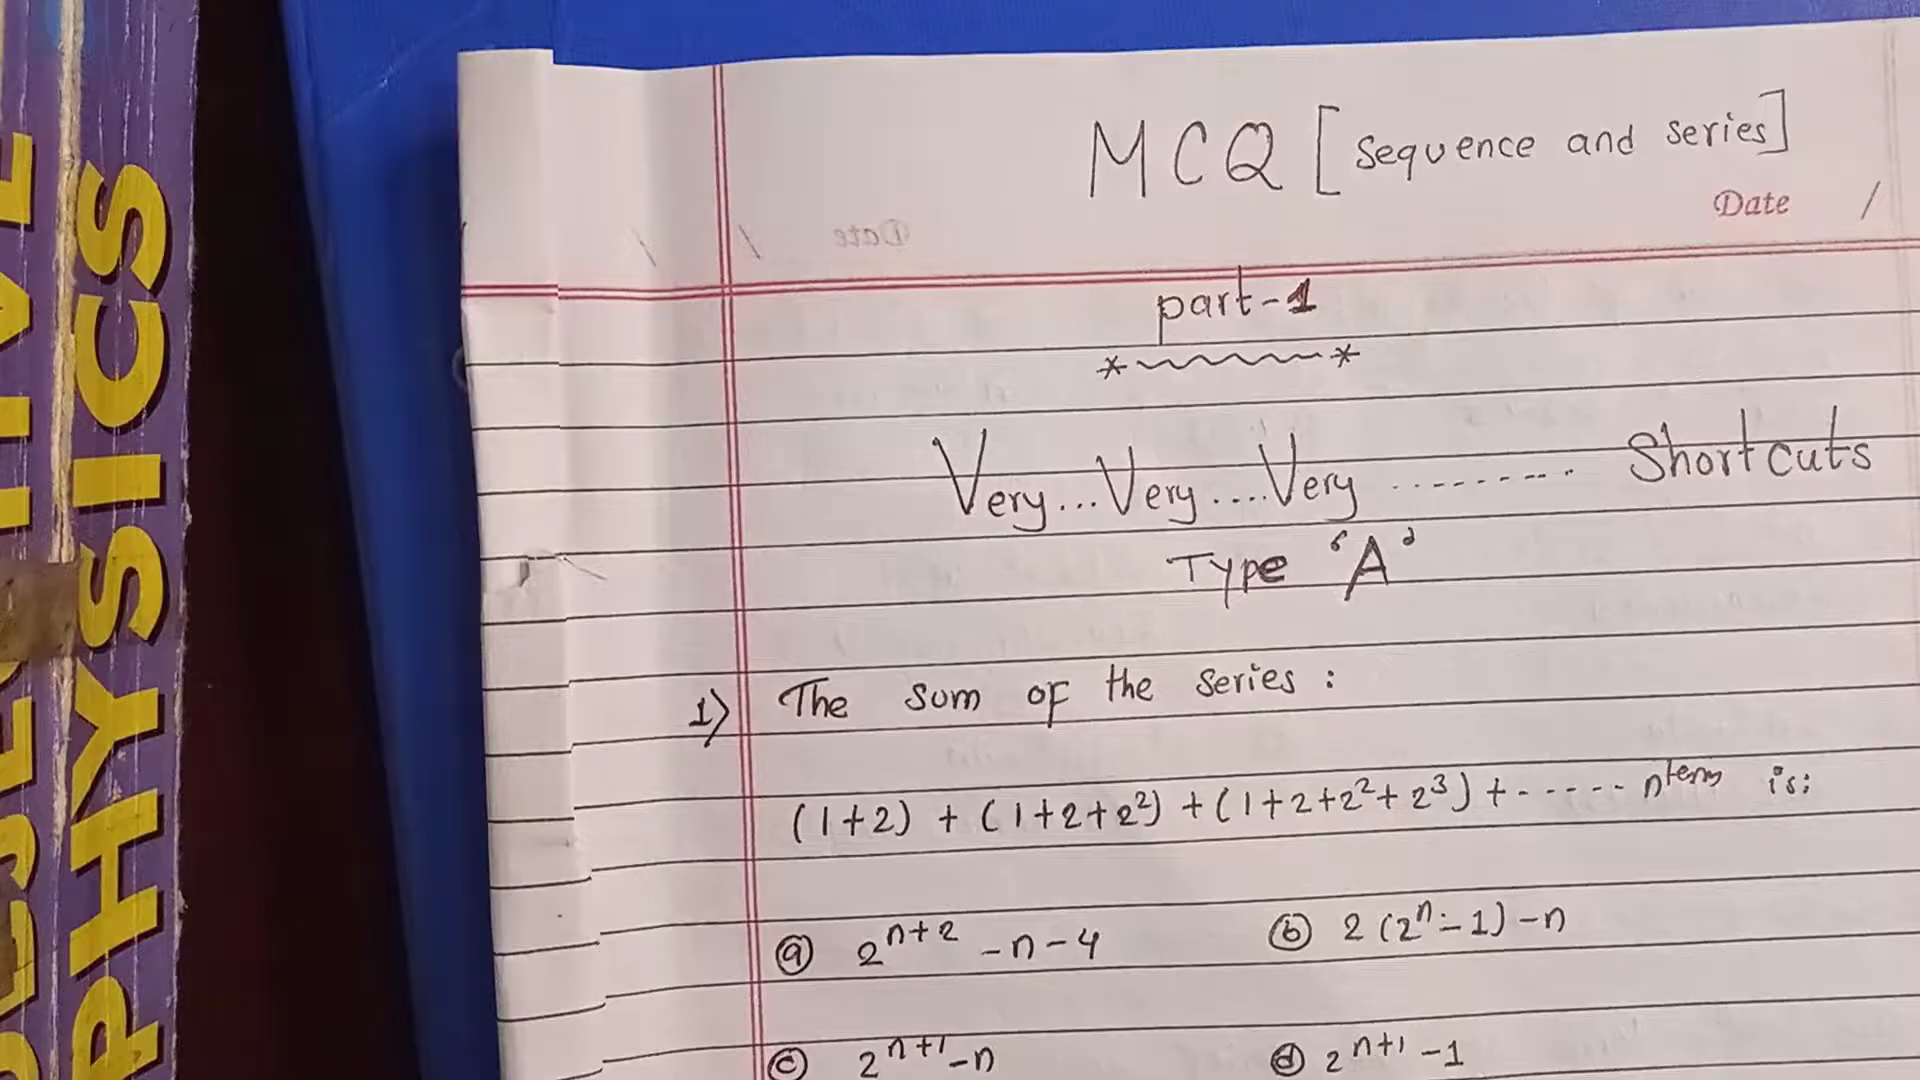 PHYSICS
MCQ [sequence and series]
Date /
part-1
Very...Very....Very ......... Shortcuts
Type 'A'
1) The sum of the series :
(1+2) + (1+2+2²) + (1+2+2²+2³) + ..... nᵗᵉʳᵐ is:
ⓐ 2ⁿ⁺² - n - 4 ⓑ 2 (2ⁿ - 1) - n
ⓒ 2ⁿ⁺¹ - n ⓓ 2ⁿ⁺¹ - 1